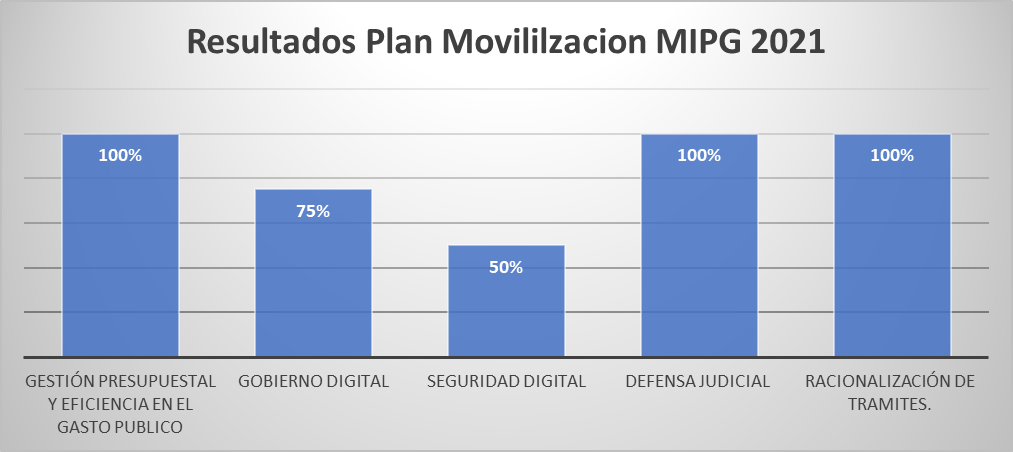 Resultados Plan Movililzacion MIPG 2021
100%
75%
50%
100%
100%
GESTIÓN PRESUPUESTAL
Y EFICIENCIA EN EL
GASTO PUBLICO
GOBIERNO DIGITAL
SEGURIDAD DIGITAL
DEFENSA JUDICIAL
RACIONALIZACIÓN DE
TRAMITES.